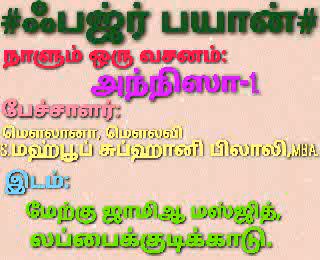 #ஃபஜ்ர் பயான்#
நாளும் ஒரு வசனம்:
அந்நிஸா-1
பேச்சாளர்:
மௌலானா, மௌலவி
S.மஹ்பூப் சுப்ஹானி பிலாலி,MBA.
இடம்:
மேற்கு ஜாமிஆ மஸ்ஜித்,
லப்பைக்குடிக்காடு.